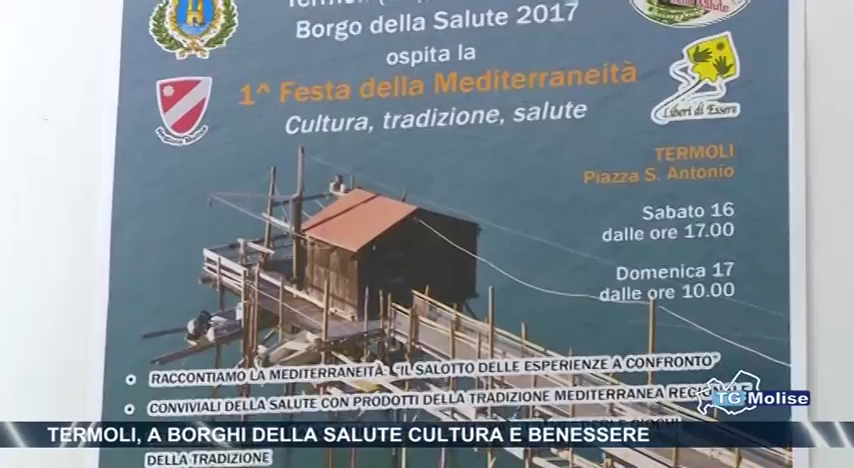 Borgo della Salute 2017
ospita la
1^ Festa della Mediterraneità
Cultura, tradizione, salute
Regione Molise
Liberi di Essere
TERMOLI
Piazza S. Antonio
Sabato 16
dalle ore 17.00
Domenica 17
dalle ore 10.00
RACCONTIAMO LA MEDITERRANEITÀ: “IL SALOTTO DELLE ESPERIENZE A CONFRONTO”
CONVIVIALI DELLA SALUTE CON PRODOTTI DELLA TRADIZIONE MEDITERRANEA
TG Molise
TERMOLI, A BORGHI DELLA SALUTE CULTURA E BENESSERE
DELLA TRADIZIONE